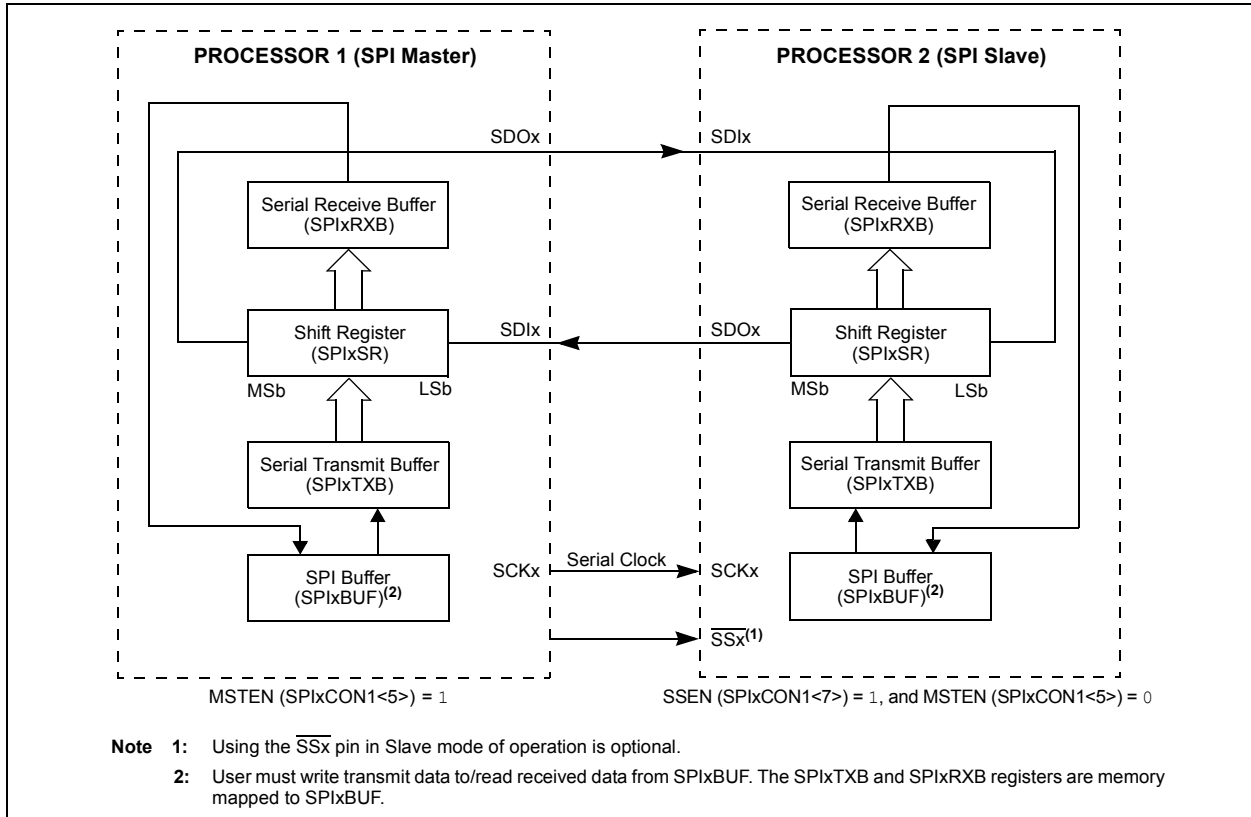 PROCESSOR 1 (SPI Master)
PROCESSOR 2 (SPI Slave)
SDOx
SDIx
Serial Receive Buffer
(SPIxRXB)
Serial Receive Buffer
(SPIxRXB)
Shift Register
(SPIxSR)
SDIx
SDOx
Shift Register
(SPIxSR)
MSb
LSb
MSb
LSb
Serial Transmit Buffer
(SPIxTXB)
Serial Transmit Buffer
(SPIxTXB)
SPI Buffer
(SPIxBUF)(2)
SCKx
Serial Clock
SCKx
SPI Buffer
(SPIxBUF)(2)
SSx(1)
MSTEN (SPIxCON1<5>) = 1
SSEN (SPIxCON1<7>) = 1, and MSTEN (SPIxCON1<5>) = 0
Note 1: Using the SSx pin in Slave mode of operation is optional.
2: User must write transmit data to/read received data from SPIxBUF. The SPIxTXB and SPIxRXB registers are memory
mapped to SPIxBUF.